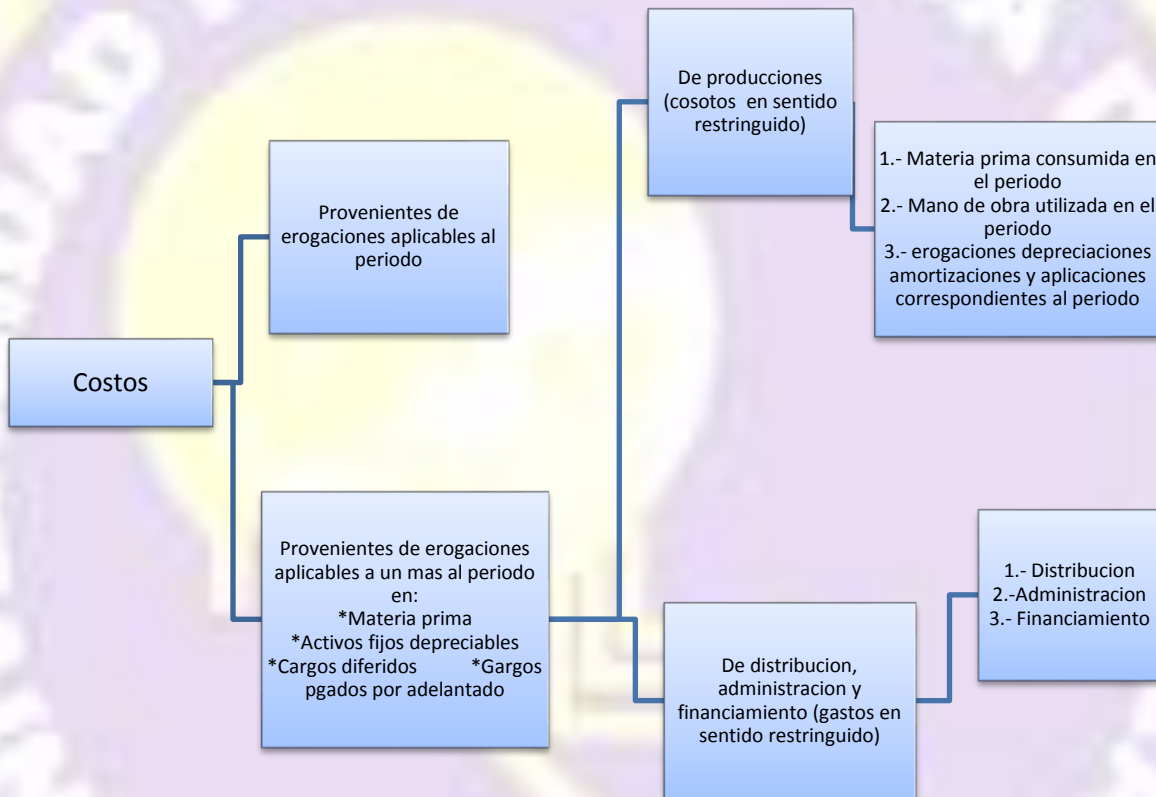 Costos
Provenientes de
erogaciones aplicables al
periodo
Provenientes de erogaciones
aplicables a un mas al periodo
en:
*Materia prima
*Activos fijos depreciables
*Cargos diferidos *Gargos
pgados por adelantado
De producciones
(cosotos en sentido
restringido)
1.- Materia prima consumida en
el periodo
2.- Mano de obra utilizada en el
periodo
3.- erogaciones depreciaciones
amortizaciones y aplicaciones
correspondientes al periodo
De distribucion,
administracion y
financiamiento (gastos en
sentido restringido)
1.- Distribucion
2.-Administracion
3.- Financiamiento